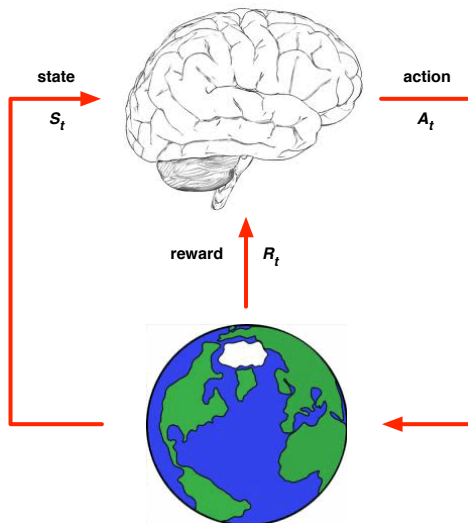 state
S_t
action
A_t
reward
R_t